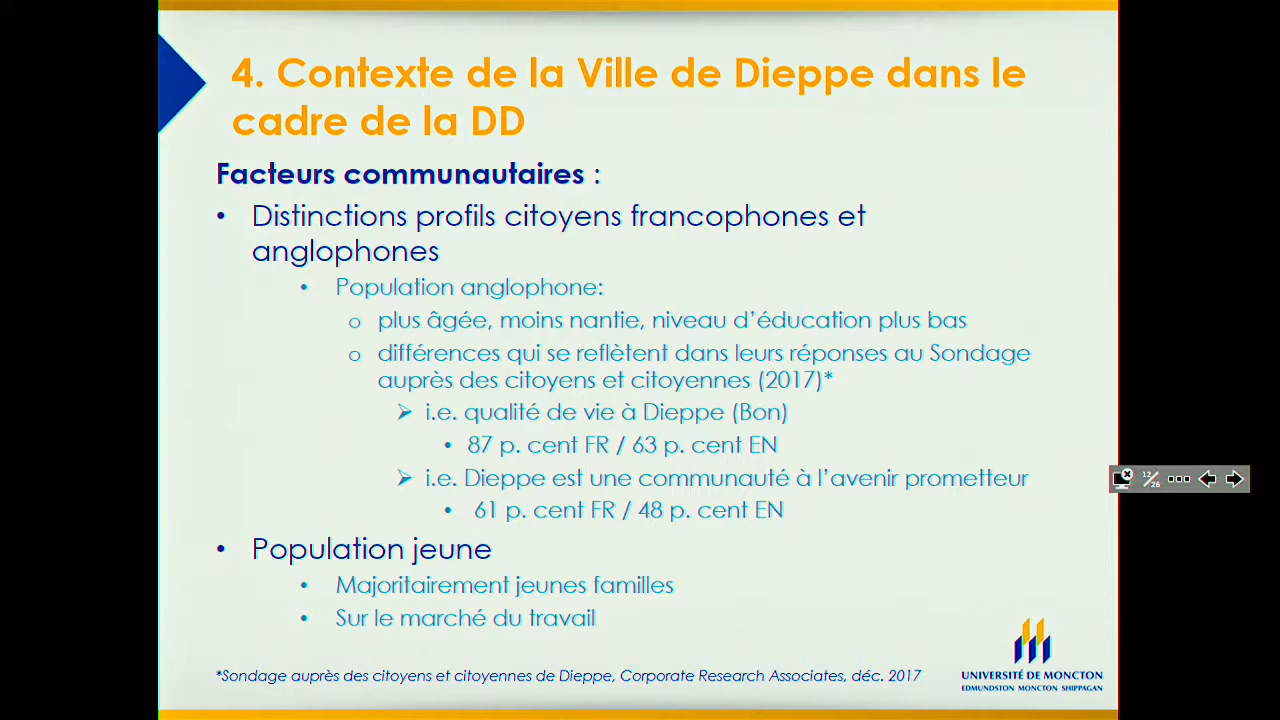 4. Contexte de la Ville de Dieppe dans le
cadre de la DD
Facteurs communautaires :
• Distinctions profils citoyens francophones et
anglophones
• Population anglophone:
o plus âgée, moins nantie, niveau d'éducation plus bas
o différences qui se reflètent dans leurs réponses au Sondage
auprès des citoyens et citoyennes (2017)*
➢ i.e. qualité de vie à Dieppe (Bon)
• 87 p. cent FR / 63 p. cent EN
➢ i.e. Dieppe est une communauté à l'avenir prometteur
• 61 p. cent FR / 48 p. cent EN
• Population jeune
• Majoritairement jeunes familles
• Sur le marché du travail
*Sondage auprès des citoyens et citoyennes de Dieppe, Corporate Research Associates, déc. 2017
UNIVERSITÉ DE MONCTON
EDMUNDSTON MONCTON SHIPPAGAN
12/26